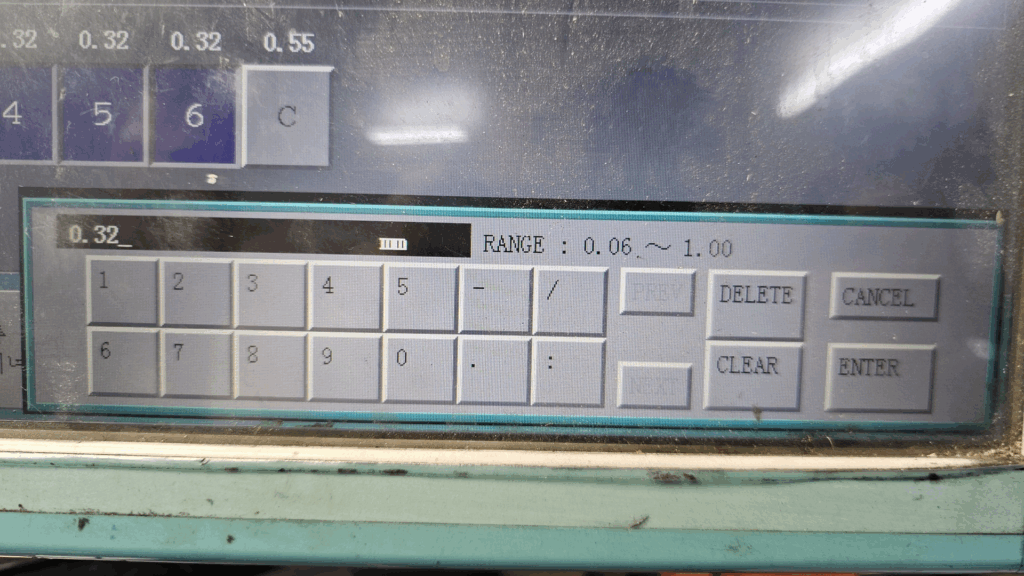 .32 0.32 0.32 0.55
4 5 6 C
0.32_ RANGE : 0.06 ~ 1.00
1 2 3 4 5 - / PREV DELETE CANCEL
6 7 8 9 0 . : NEXT CLEAR ENTER